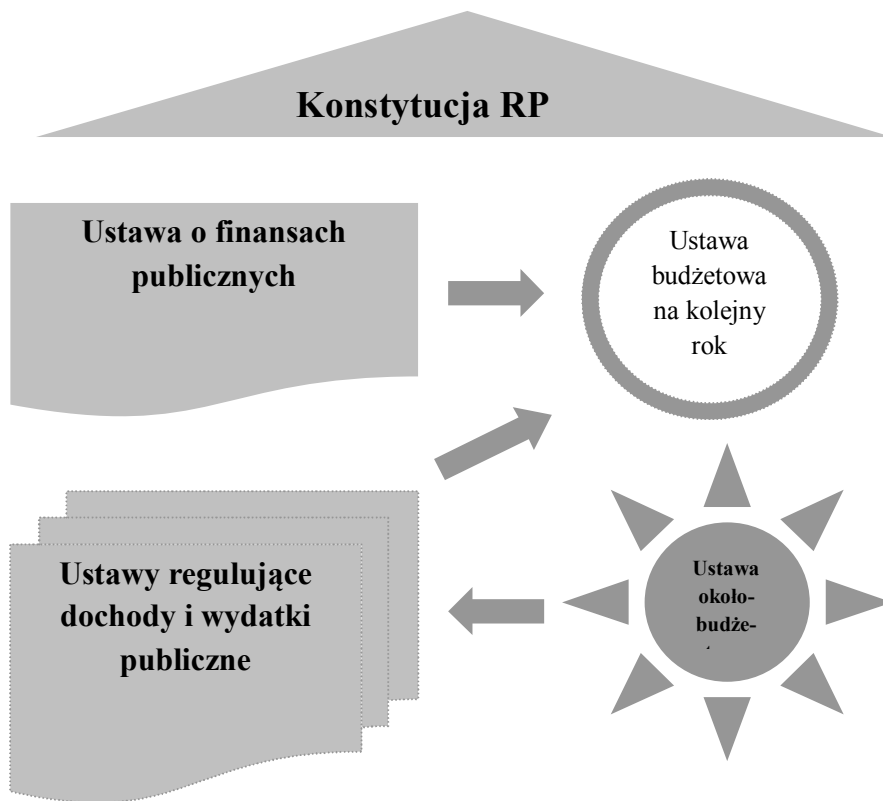 Konstytucja RP
Ustawa o finansach
publicznych
Ustawa
budżetowa
na kolejny
rok
Ustawy regulujące
dochody i wydatki
publiczne
Ustawa
około-
budże-